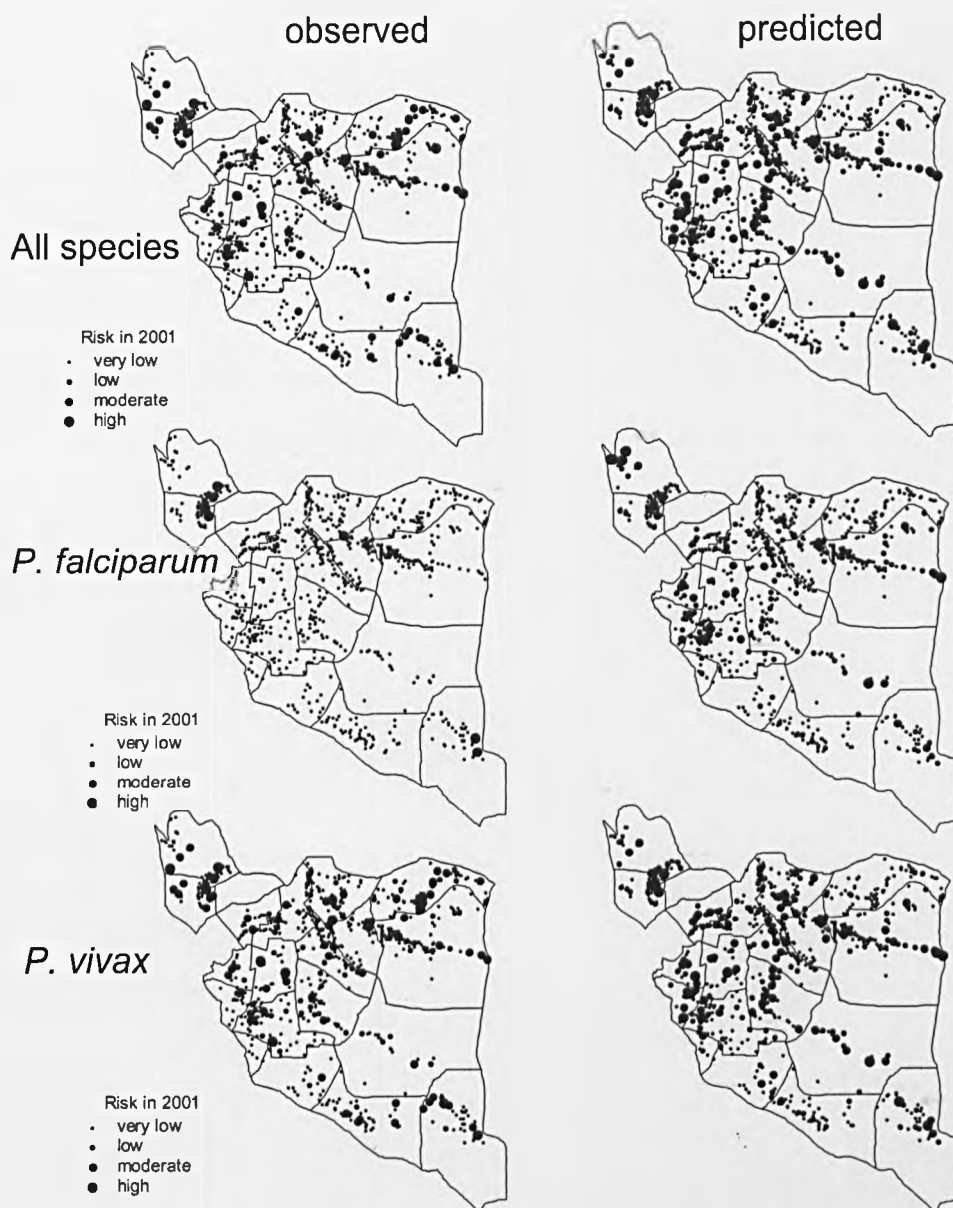 observed
predicted
All species
Risk in 2001
very low
low
moderate
high
P. falciparum
Risk in 2001
very low
low
moderate
high
P. vivax
Risk in 2001
very low
low
moderate
high